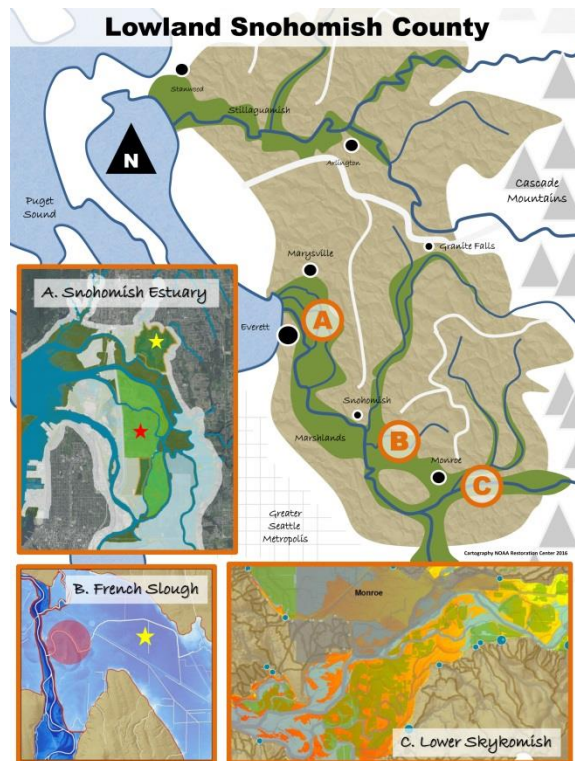 Lowland Snohomish County
Stanwood
Stillaguamish
N
Arlington
Puget
Sound
Cascade
Mountains
Granite Falls
Marysville
A. Snohomish Estuary
A
Everett
Snohomish
B
Marshlands
Monroe
C
Greater
Seattle
Metropolis
Cartography NOAA Restoration Center 2016
B. French Slough
Monroe
C. Lower Skykomish